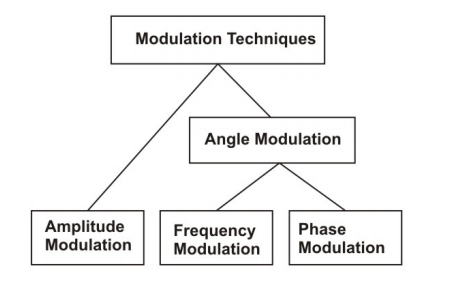 Modulation Techniques
Angle Modulation
Amplitude
Modulation
Frequency
Modulation
Phase
Modulation